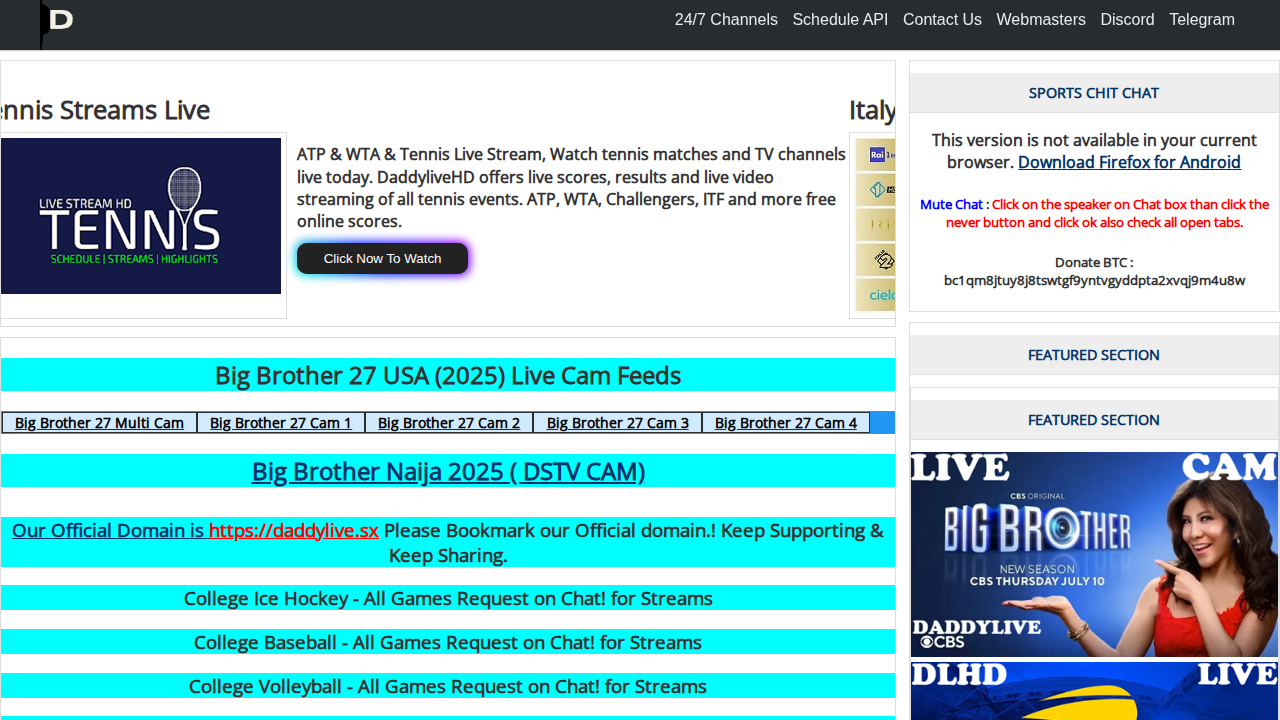 D
24/7 Channels Schedule API Contact Us Webmasters Discord Telegram
ennis Streams Live
LIVE STREAM HD
TENNIS
SCHEDULE | STREAMS | HIGHLIGHTS
ATP & WTA & Tennis Live Stream, Watch tennis matches and TV channels
live today. DaddyliveHD offers live scores, results and live video
streaming of all tennis events. ATP, WTA, Challengers, ITF and more free
online scores.
Click Now To Watch
Italy
Rai
cielo
Big Brother 27 USA (2025) Live Cam Feeds
Big Brother 27 Multi Cam Big Brother 27 Cam 1 Big Brother 27 Cam 2 Big Brother 27 Cam 3 Big Brother 27 Cam 4
Big Brother Naija 2025 ( DSTV CAM)
Our Official Domain is https://daddylive.sx Please Bookmark our Official domain.! Keep Supporting &
Keep Sharing.
College Ice Hockey - All Games Request on Chat! for Streams
College Baseball - All Games Request on Chat! for Streams
College Volleyball - All Games Request on Chat! for Streams
SPORTS CHIT CHAT
This version is not available in your current
browser. Download Firefox for Android
Mute Chat : Click on the speaker on Chat box than click the
never button and click ok also check all open tabs.
Donate BTC :
bc1qm8jtuy8j8tswtgf9yntvgyddpta2xvqj9m4u8w
FEATURED SECTION
FEATURED SECTION
LIVE CAM
CBS ORIGINAL
BIG BROTHER
NEW SEASON
CBS THURSDAY JULY 10
DADDYLIVE
CBS
DLHD LIVE